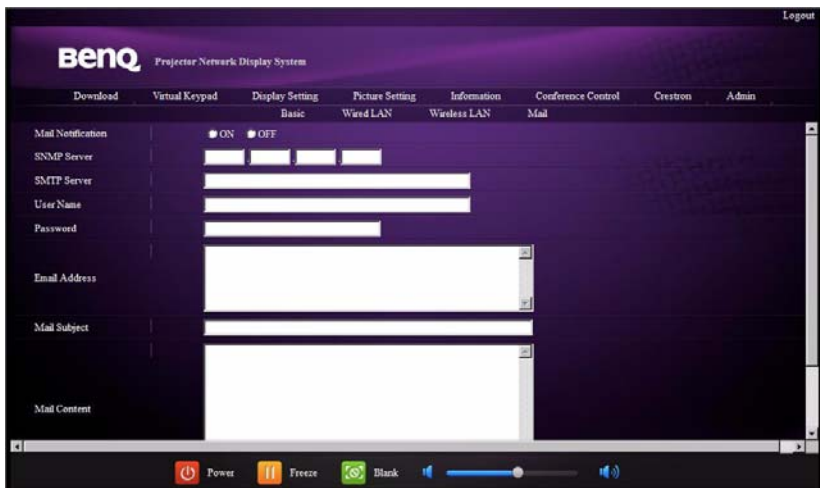 Logout
BenQ Projector Network Display System
Download Virtual Keypad Display Setting Picture Setting Information Conference Control Crestron Admin
Basic Wired LAN Wireless LAN Mail
Mail Notification ON OFF
SNMP Server . . .
SMTP Server
User Name
Password
Email Address
Mail Subject
Mail Content
Power Freeze Blank